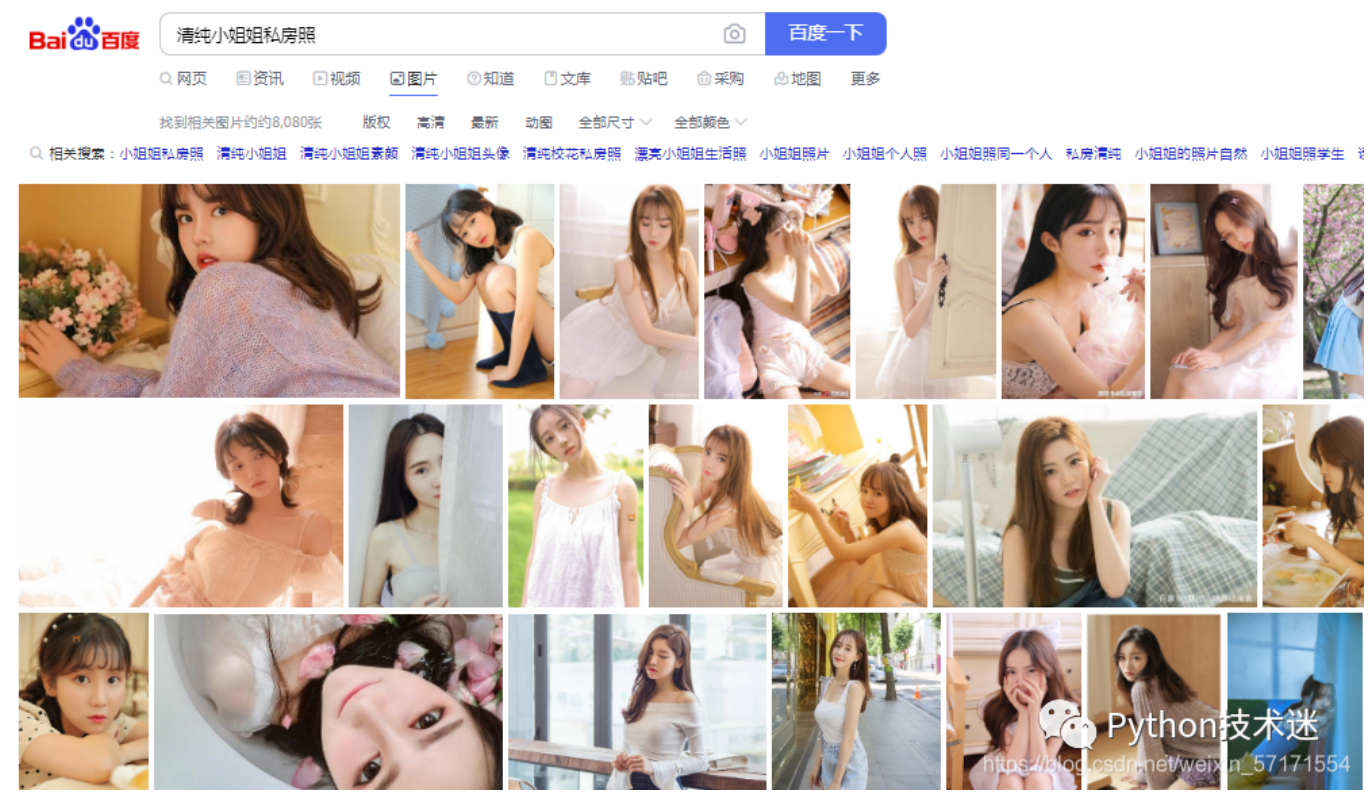 Bai du 百度 清纯小姐姐私房照 百度一下
网页 资讯 视频 图片 知道 文库 贴吧 采购 地图 更多
找到相关图片约约8,080张 版权 高清 最新 动图 全部尺寸 全部颜色
相关搜索：小姐姐私房照 清纯小姐姐 清纯小姐姐素颜 清纯小姐姐头像 清纯校花私房照 漂亮小姐姐生活照 小姐姐照片 小姐姐个人照 小姐姐照同一个人 私房清纯 小姐姐的照片自然 小姐姐照学生
Python技术迷
https://blog.csdn.net/weixin_57171554